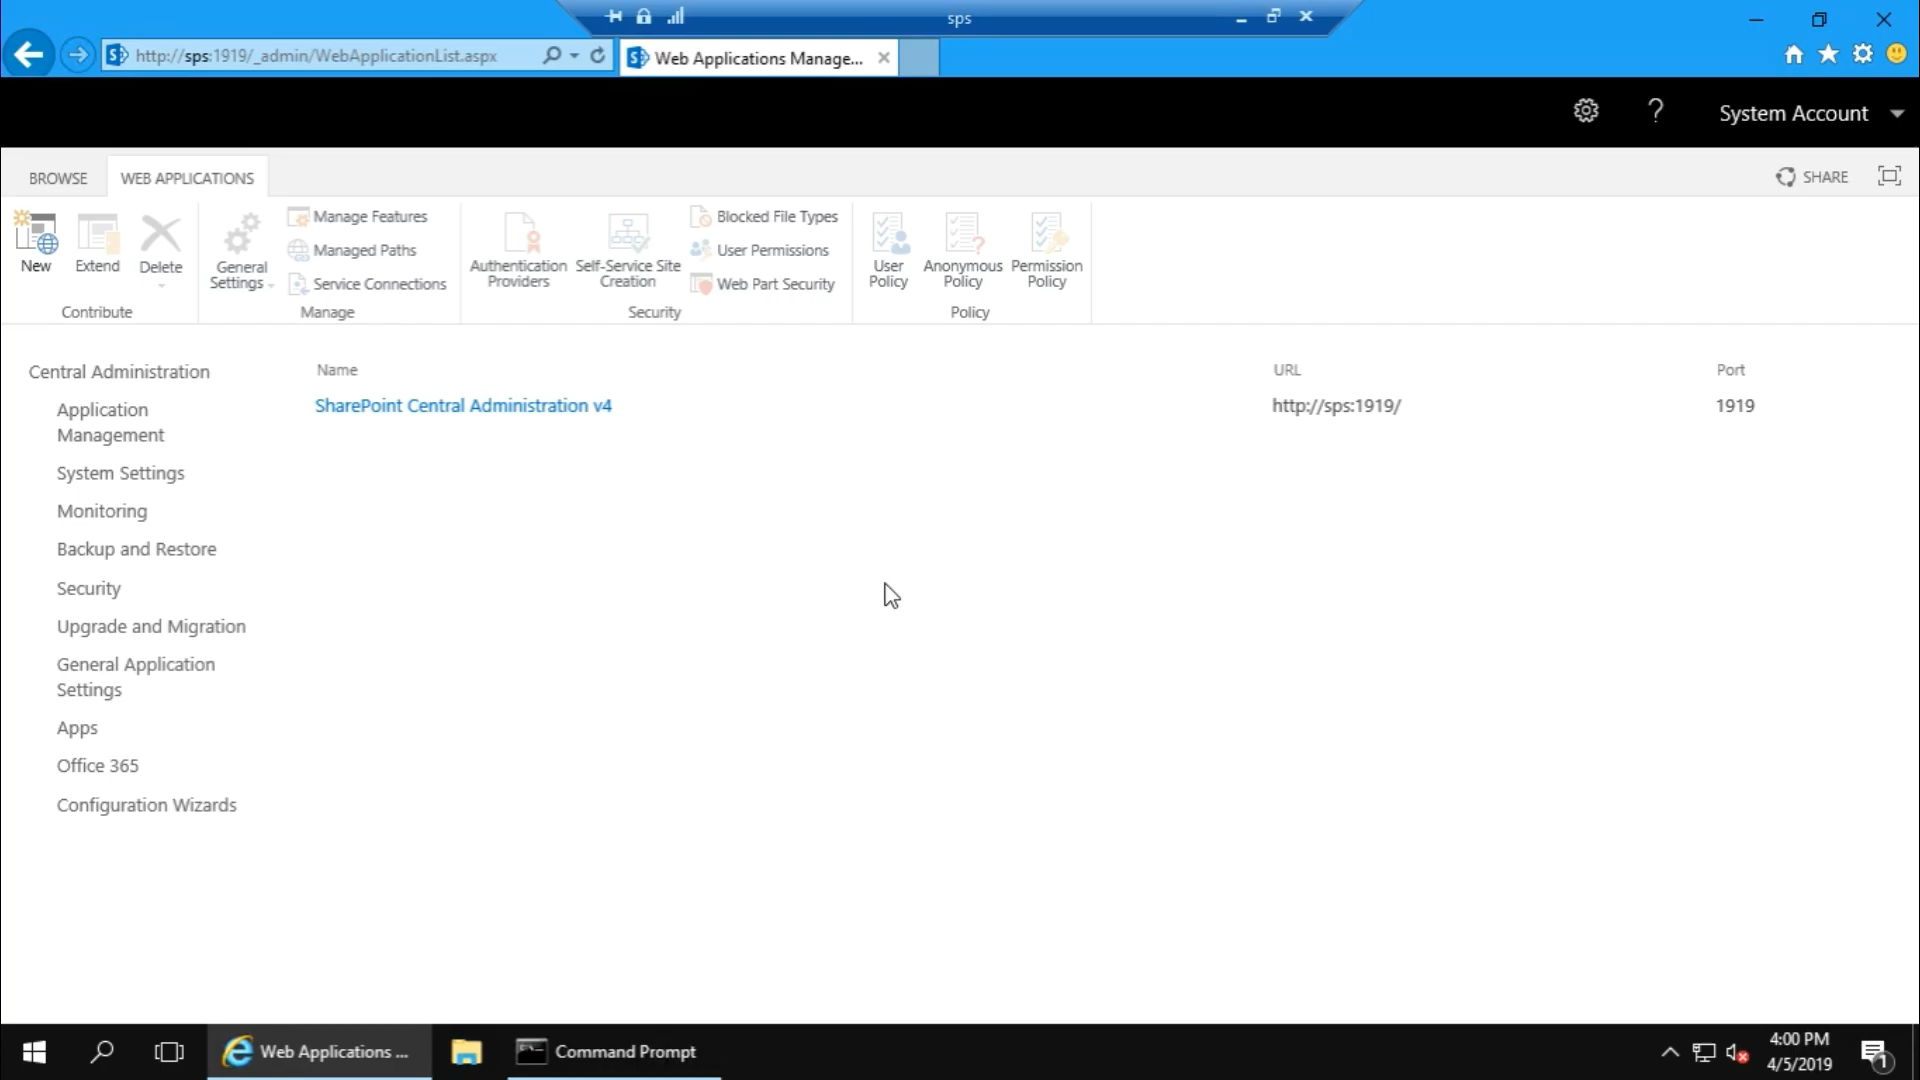 sps
http://sps:1919/_admin/WebApplicationList.aspx
Web Applications Manage...
System Account
BROWSE
WEB APPLICATIONS
SHARE
New
Extend
Delete
Contribute
General
Settings
Manage Features
Managed Paths
Service Connections
Manage
Authentication
Providers
Self-Service Site
Creation
Blocked File Types
User Permissions
Web Part Security
Security
User
Policy
Anonymous
Policy
Permission
Policy
Policy
Central Administration
Application
Management
System Settings
Monitoring
Backup and Restore
Security
Upgrade and Migration
General Application
Settings
Apps
Office 365
Configuration Wizards
Name
URL
Port
SharePoint Central Administration v4
http://sps:1919/
1919
Web Applications ...
Command Prompt
4:00 PM
4/5/2019
1